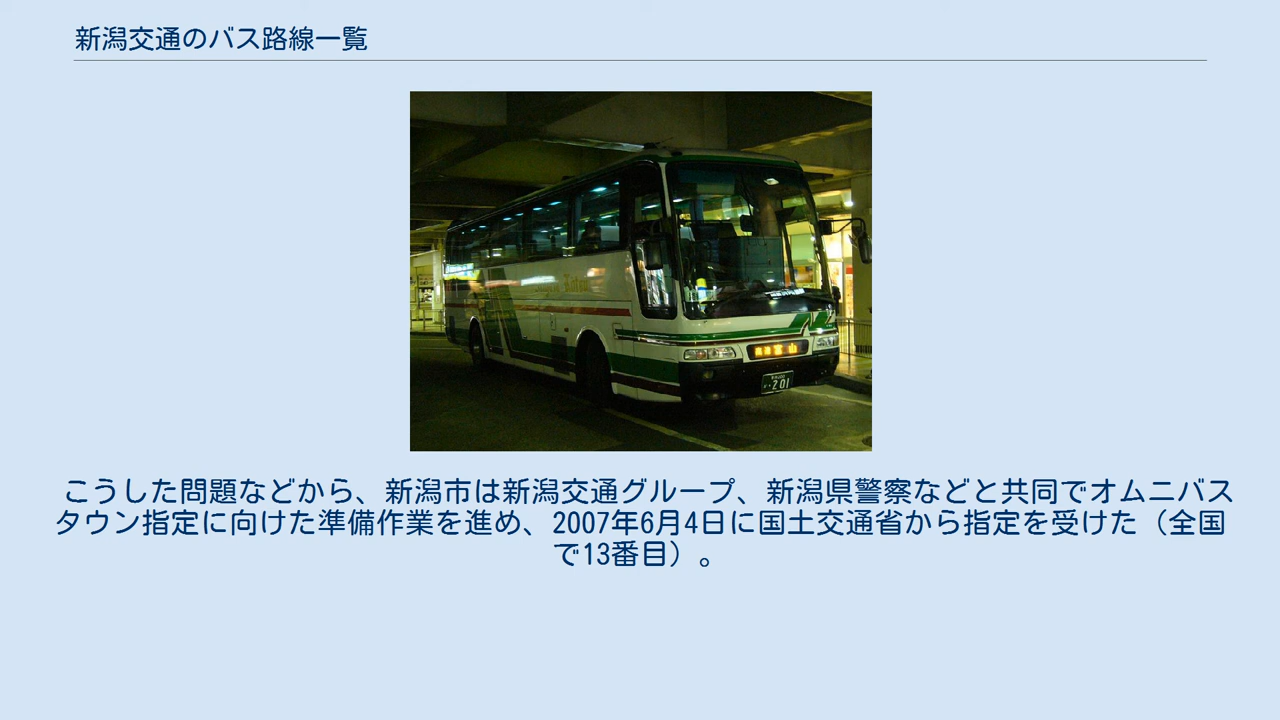 新潟交通のバス路線一覧
富山
201
こうした問題などから、新潟市は新潟交通グループ、新潟県警察などと共同でオムニバス
タウン指定に向けた準備作業を進め、2007年6月4日に国土交通省から指定を受けた（全国
で13番目）。